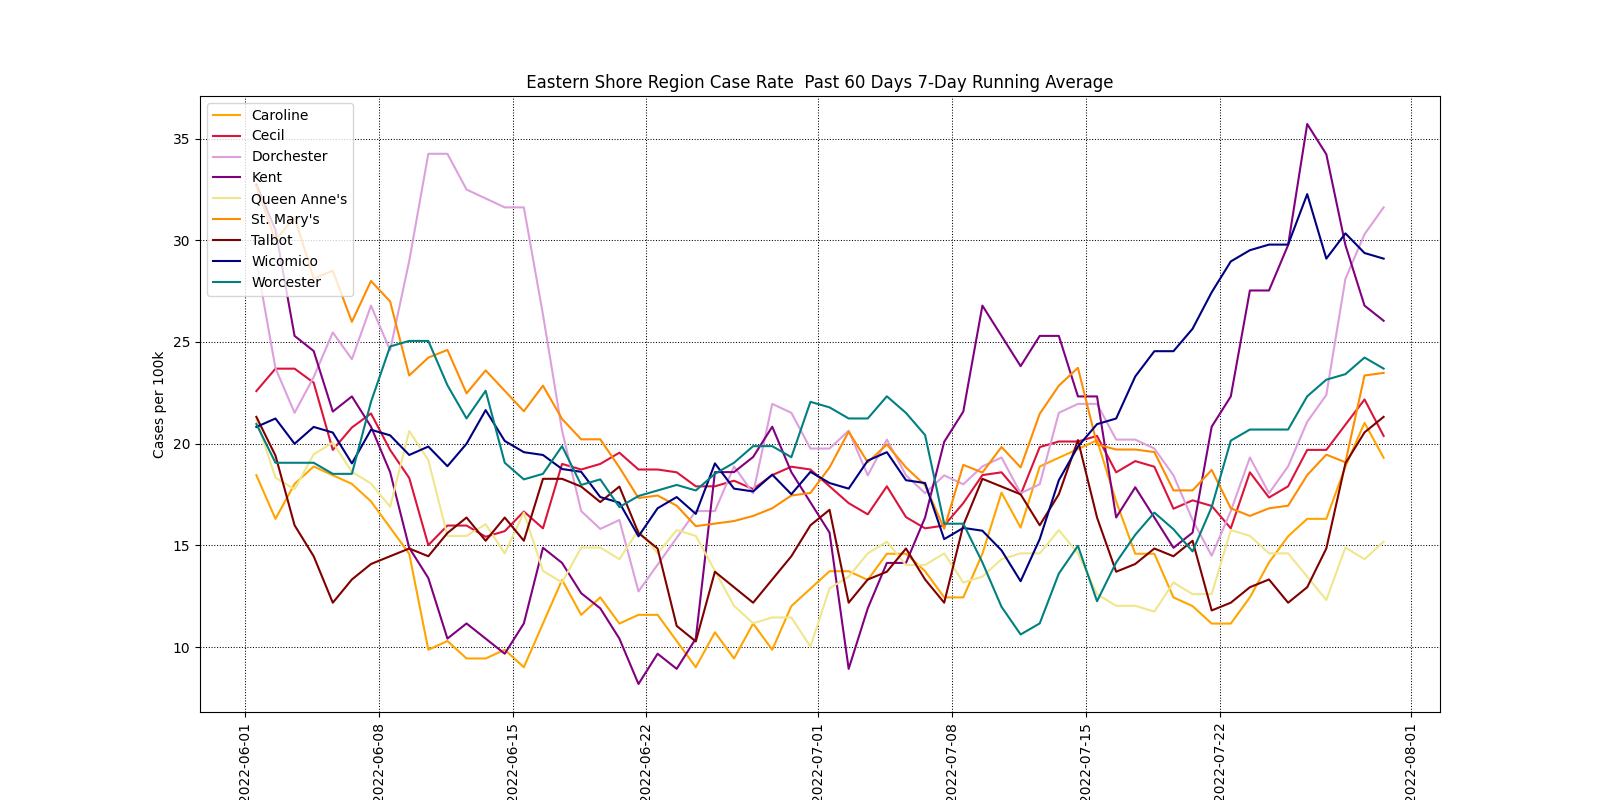 Eastern Shore Region Case Rate  Past 60 Days 7-Day Running Average
Caroline
Cecil
Dorchester
Kent
Queen Anne's
St. Mary's
Talbot
Wicomico
Worcester
Cases per 100k
35
30
25
20
15
10
2022-06-01
2022-06-08
2022-06-15
2022-06-22
2022-07-01
2022-07-08
2022-07-15
2022-07-22
2022-08-01